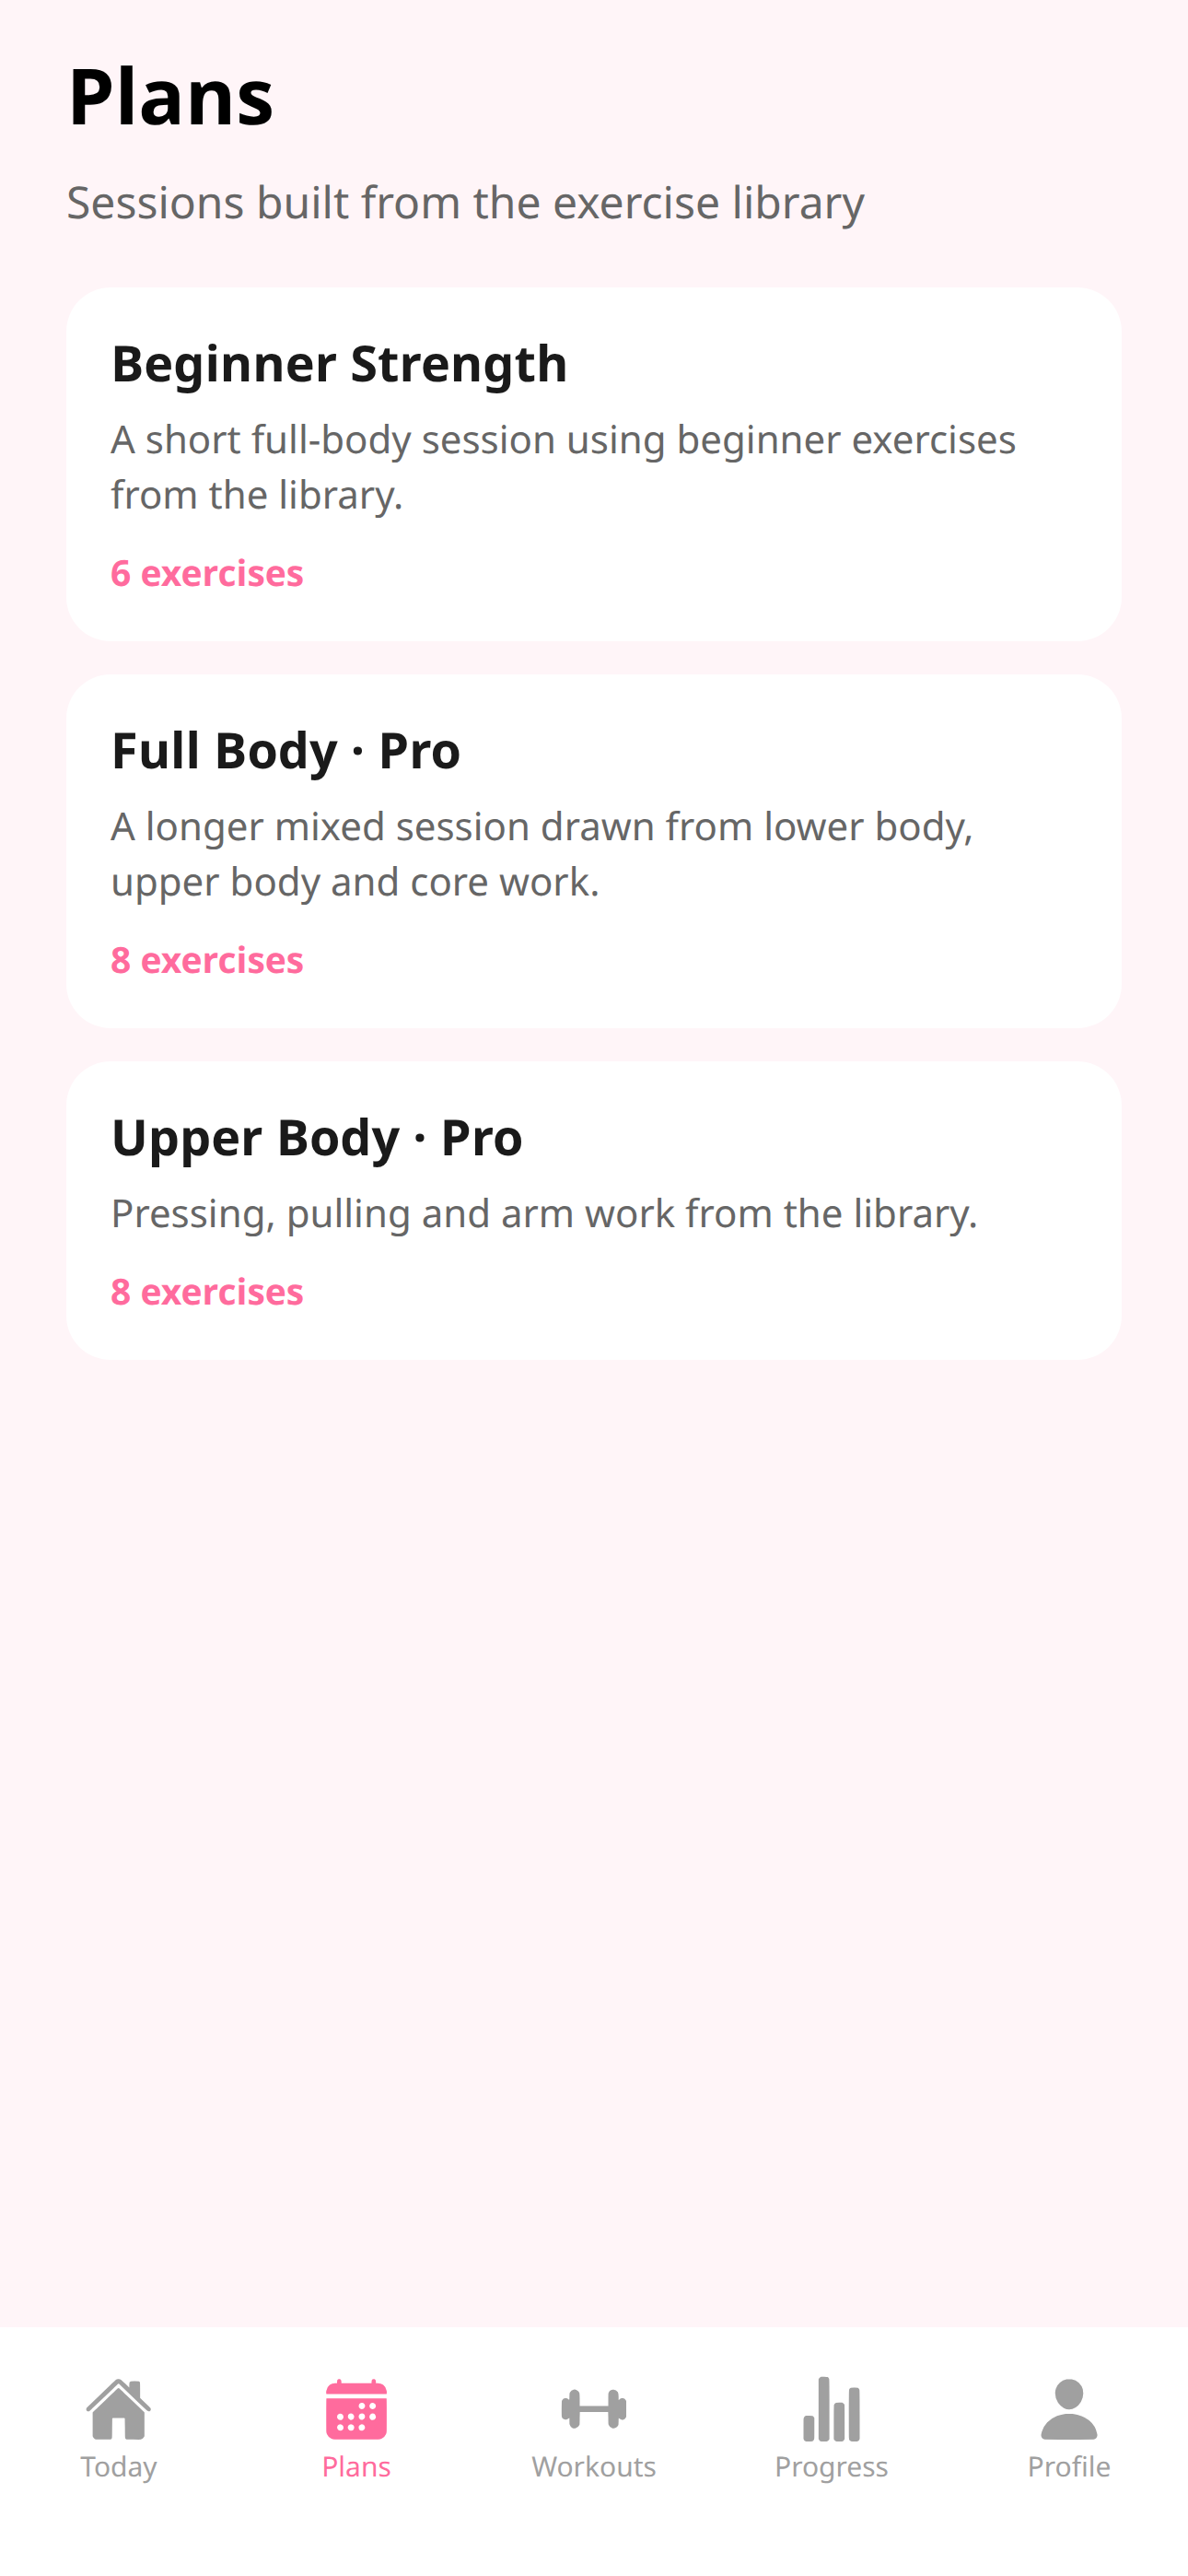 Plans
Sessions built from the exercise library
Beginner Strength
A short full-body session using beginner exercises
from the library.
6 exercises
Full Body · Pro
A longer mixed session drawn from lower body,
upper body and core work.
8 exercises
Upper Body · Pro
Pressing, pulling and arm work from the library.
8 exercises
Today
Plans
Workouts
Progress
Profile